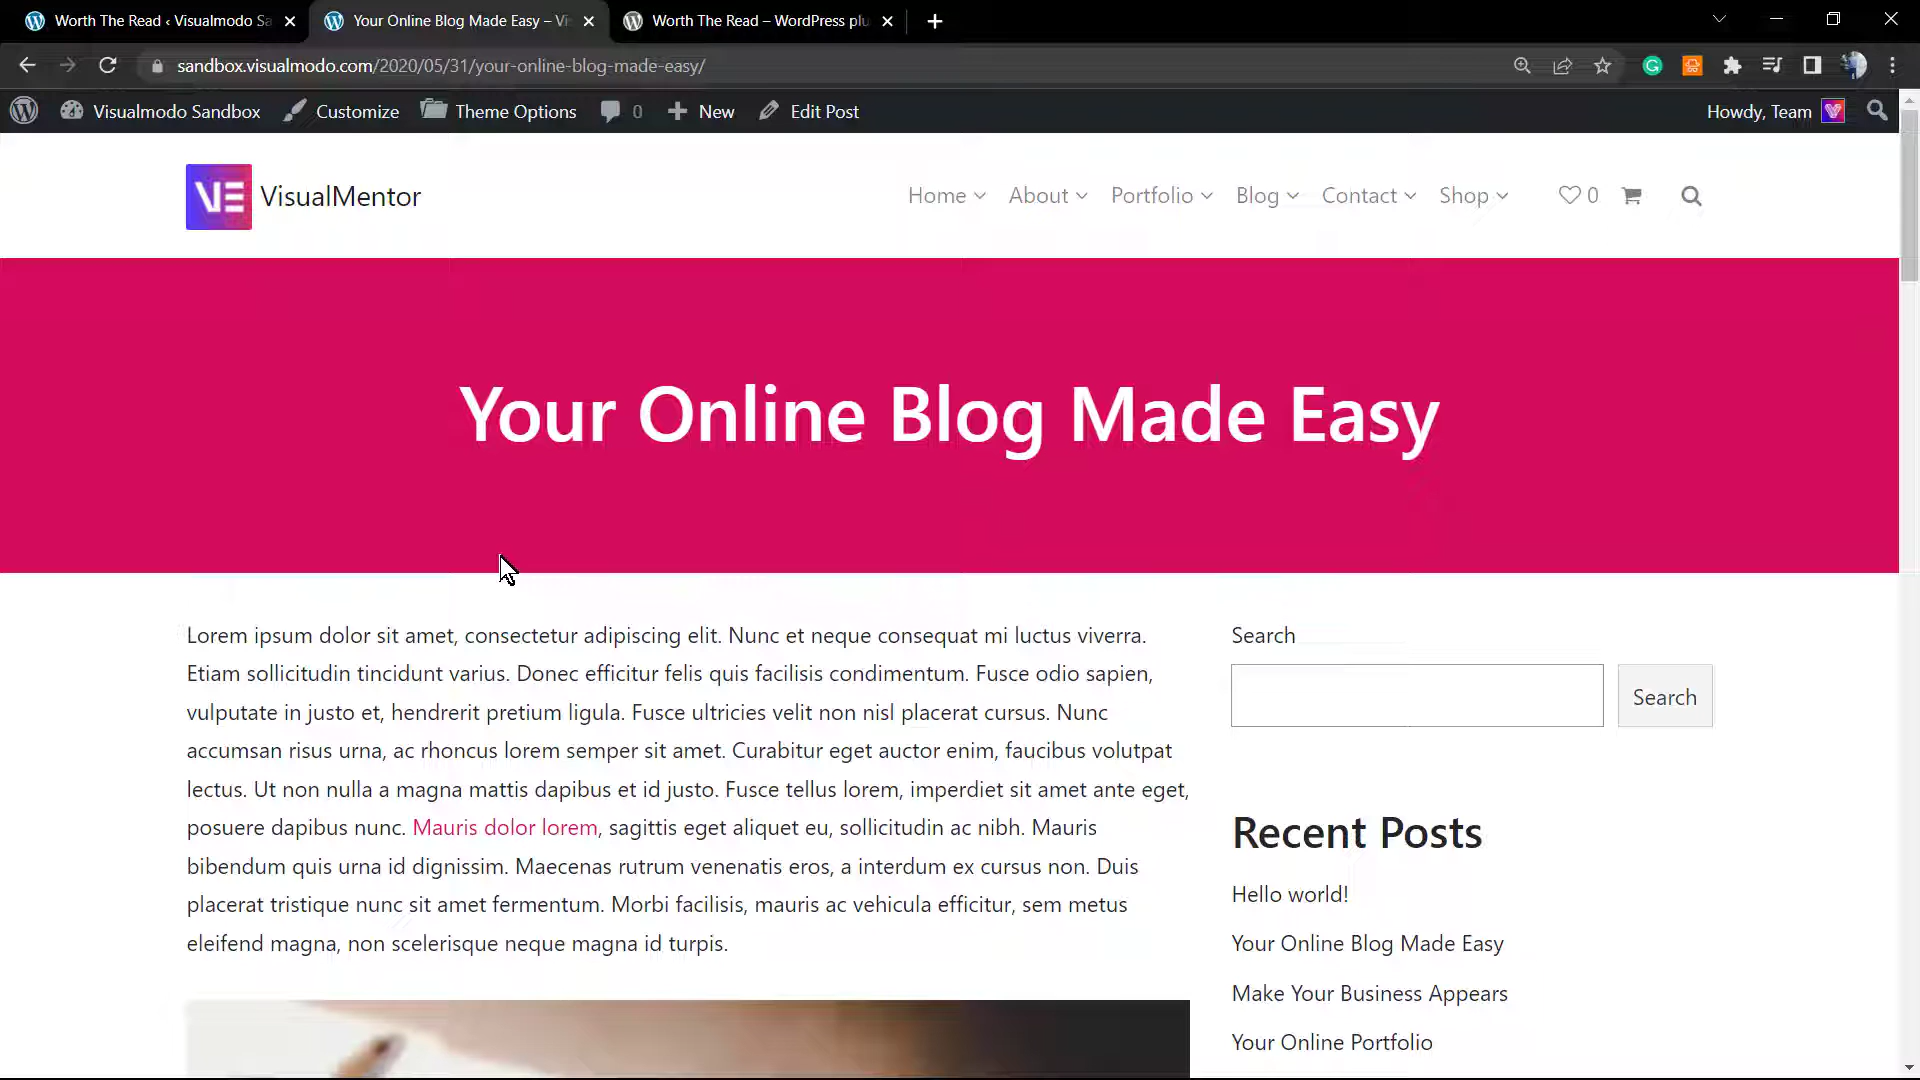 Worth The Read ‹ Visualmodo Sa
Your Online Blog Made Easy – Vi
Worth The Read – WordPress plu
sandbox.visualmodo.com/2020/05/31/your-online-blog-made-easy/
Visualmodo Sandbox Customize Theme Options 0 New Edit Post Howdy, Team
VE VisualMentor
Home About Portfolio Blog Contact Shop 0
Your Online Blog Made Easy
Lorem ipsum dolor sit amet, consectetur adipiscing elit. Nunc et neque consequat mi luctus viverra.
Etiam sollicitudin tincidunt varius. Donec efficitur felis quis facilisis condimentum. Fusce odio sapien,
vulputate in justo et, hendrerit pretium ligula. Fusce ultricies velit non nisl placerat cursus. Nunc
accumsan risus urna, ac rhoncus lorem semper sit amet. Curabitur eget auctor enim, faucibus volutpat
lectus. Ut non nulla a magna mattis dapibus et id justo. Fusce tellus lorem, imperdiet sit amet ante eget,
posuere dapibus nunc. Mauris dolor lorem, sagittis eget aliquet eu, sollicitudin ac nibh. Mauris
bibendum quis urna id dignissim. Maecenas rutrum venenatis eros, a interdum ex cursus non. Duis
placerat tristique nunc sit amet fermentum. Morbi facilisis, mauris ac vehicula efficitur, sem metus
eleifend magna, non scelerisque neque magna id turpis.
Search
Search
Recent Posts
Hello world!
Your Online Blog Made Easy
Make Your Business Appears
Your Online Portfolio